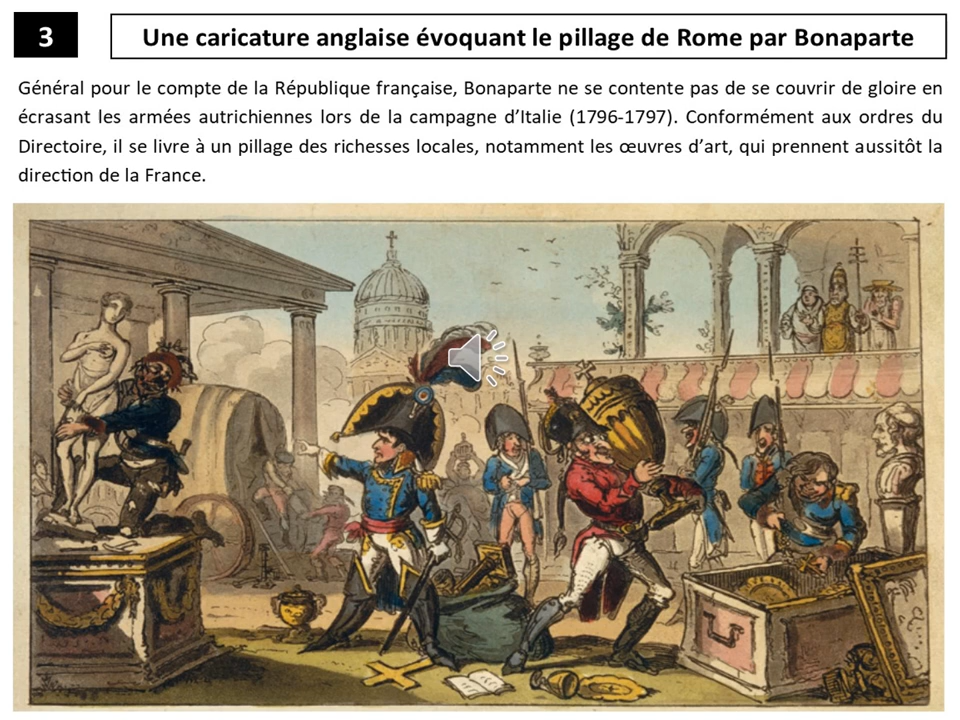 3
Une caricature anglaise évoquant le pillage de Rome par Bonaparte
Général pour le compte de la République française, Bonaparte ne se contente pas de se couvrir de gloire en
écrasant les armées autrichiennes lors de la campagne d’Italie (1796-1797). Conformément aux ordres du
Directoire, il se livre à un pillage des richesses locales, notamment les œuvres d’art, qui prennent aussitôt la
direction de la France.